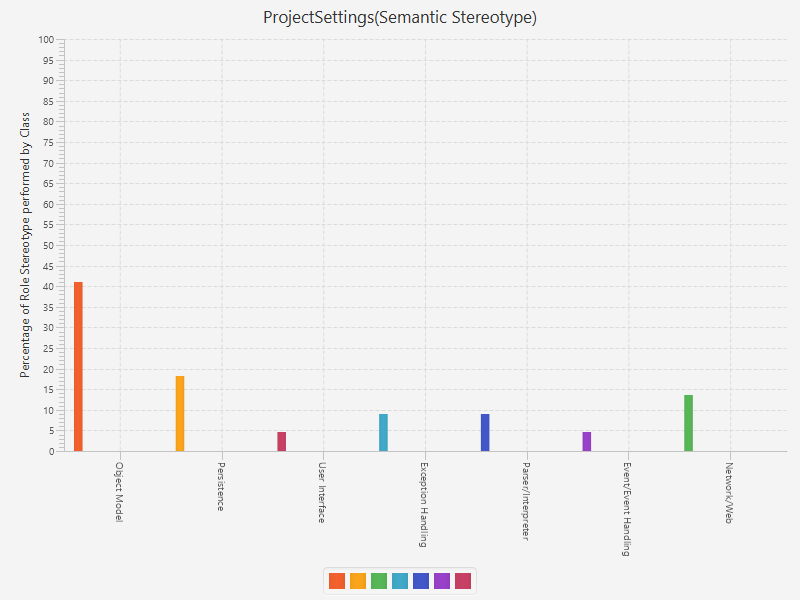 ProjectSettings(Semantic Stereotype)
Percentage of Role Stereotype performed by Class
100
95
90
85
80
75
70
65
60
55
50
45
40
35
30
25
20
15
10
5
0
Object Model
Persistence
User Interface
Exception Handling
Parser/Interpreter
Event/Event Handling
Network/Web